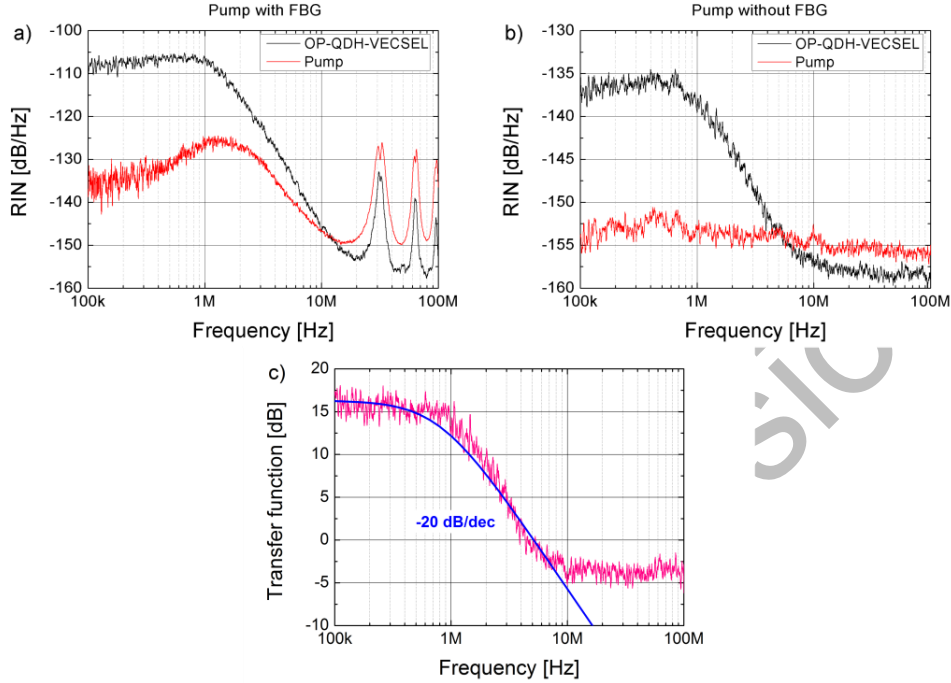 Pump with FBG
Pump without FBG
a)
b)
-100
-110
-120
-130
-140
-150
-160
RIN [dB/Hz]
OP-QDH-VECSEL
Pump
100k
1M
10M
100M
Frequency [Hz]
-130
-135
-140
-145
-150
-155
-160
RIN [dB/Hz]
OP-QDH-VECSEL
Pump
100k
1M
10M
100M
Frequency [Hz]
c)
20
15
10
5
0
-5
-10
Transfer function [dB]
-20 dB/dec
100k
1M
10M
100M
Frequency [Hz]